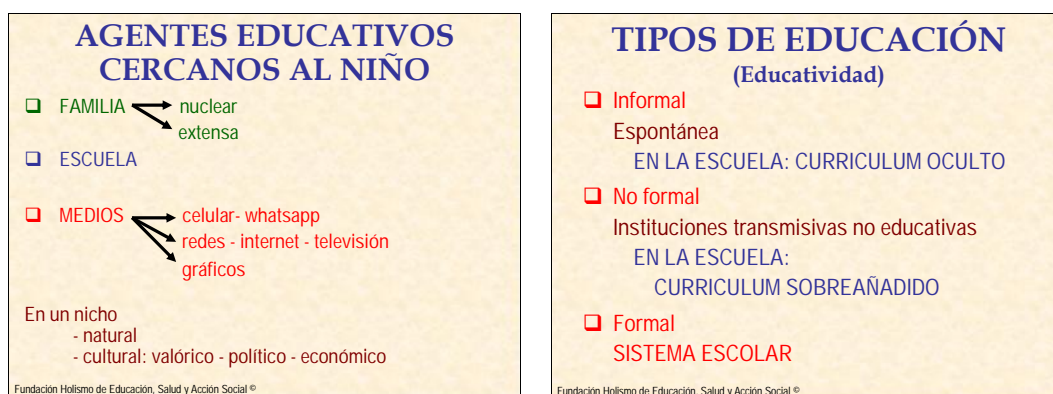 AGENTES EDUCATIVOS
CERCANOS AL NIÑO
FAMILIA nuclear
extensa
ESCUELA
MEDIOS celular- whatsapp
redes - internet - televisión
gráficos
En un nicho
- natural
- cultural: valórico - político - económico
Fundación Holismo de Educación, Salud y Acción Social ©
TIPOS DE EDUCACIÓN
(Educatividad)
Informal
Espontánea
EN LA ESCUELA: CURRICULUM OCULTO
No formal
Instituciones transmisivas no educativas
EN LA ESCUELA:
CURRICULUM SOBREAÑADIDO
Formal
SISTEMA ESCOLAR
Fundación Holismo de Educación, Salud y Acción Social ©